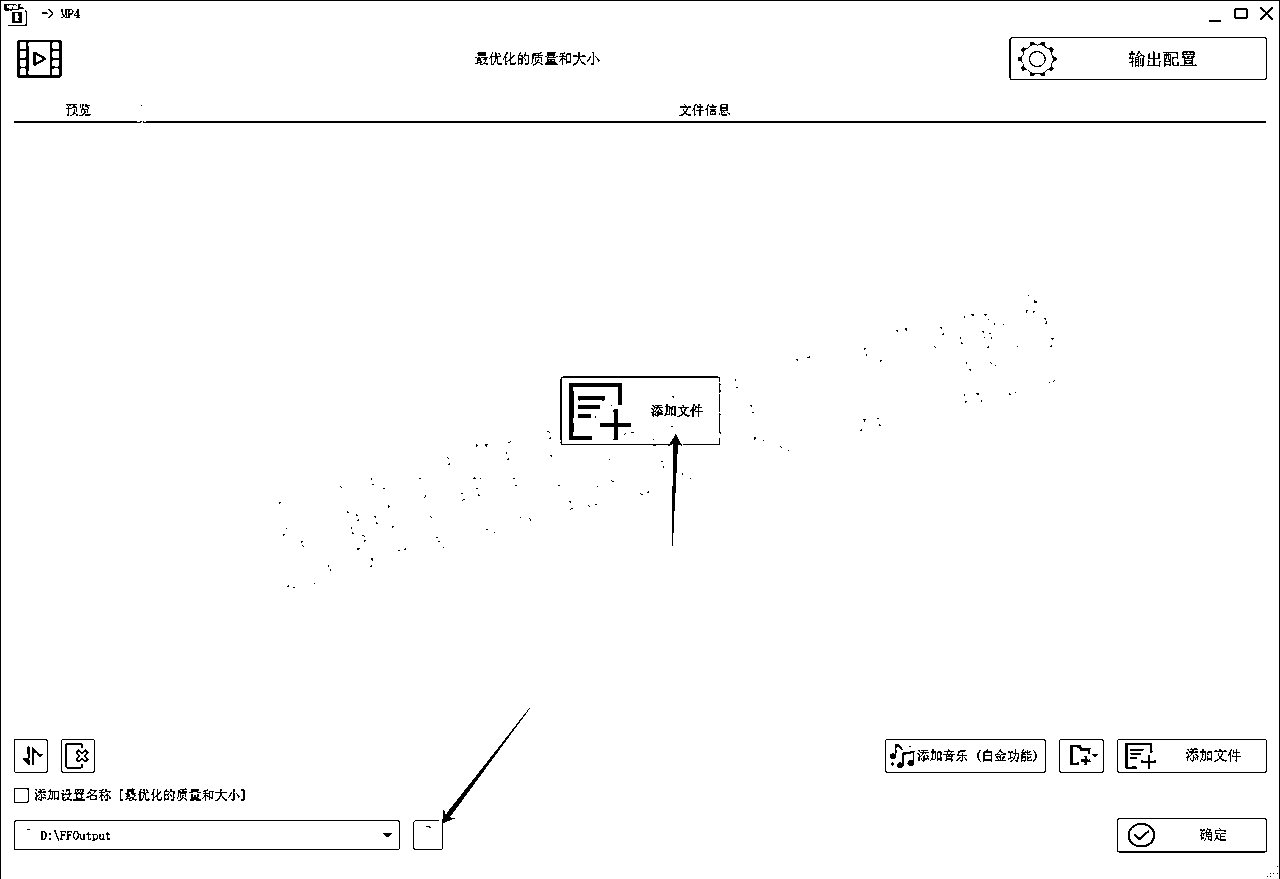 -> MP4
最优化的质量和大小
输出配置
预览
文件信息
添加文件
添加音乐（白金功能）
添加文件
添加设置名称 [最优化的质量和大小]
D:\FFOutput
确定